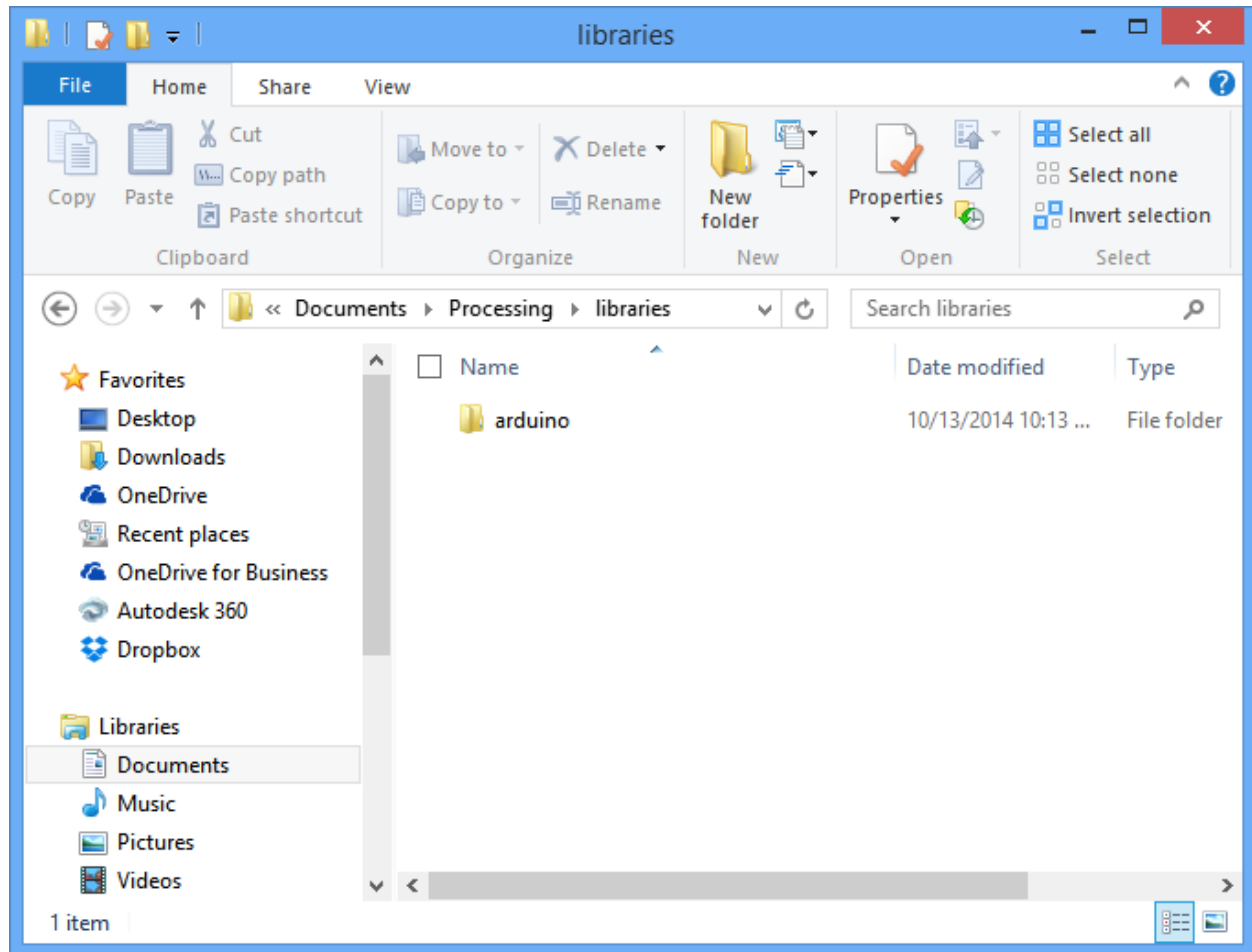 libraries
File Home Share View
Copy
Paste
Cut
Copy path
Paste shortcut
Clipboard
Move to
Copy to
Delete
Rename
Organize
New
folder
New
Properties
Open
Select all
Select none
Invert selection
Select
« Documents Processing libraries
Search libraries
Favorites
Desktop
Downloads
OneDrive
Recent places
OneDrive for Business
Autodesk 360
Dropbox
Libraries
Documents
Music
Pictures
Videos
Name Date modified Type
arduino 10/13/2014 10:13 ... File folder
1 item